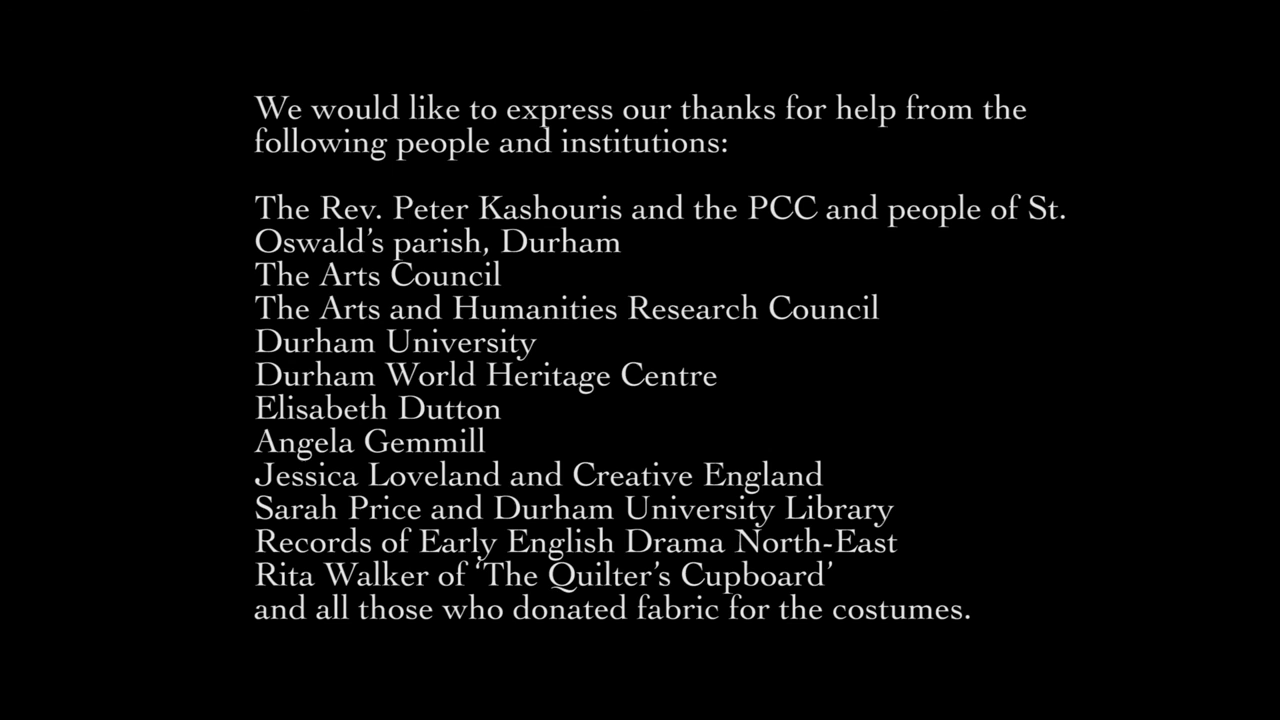 We would like to express our thanks for help from the
following people and institutions:
The Rev. Peter Kashouris and the PCC and people of St.
Oswald’s parish, Durham
The Arts Council
The Arts and Humanities Research Council
Durham University
Durham World Heritage Centre
Elisabeth Dutton
Angela Gemmill
Jessica Loveland and Creative England
Sarah Price and Durham University Library
Records of Early English Drama North-East
Rita Walker of ‘The Quilter’s Cupboard’
and all those who donated fabric for the costumes.